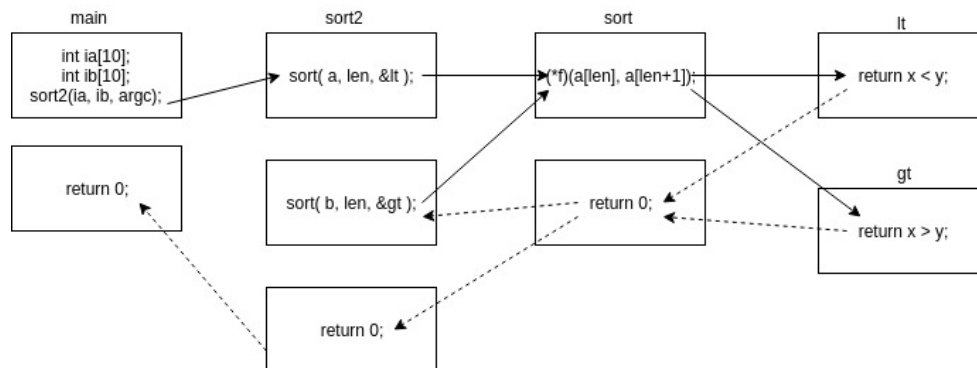 main
sort2
sort
lt
int ia[10];
int ib[10];
sort2(ia, ib, argc);
sort( a, len, &lt );
(*f)(a[len], a[len+1]);
return x < y;
return 0;
sort( b, len, &gt );
return 0;
gt
return x > y;
return 0;